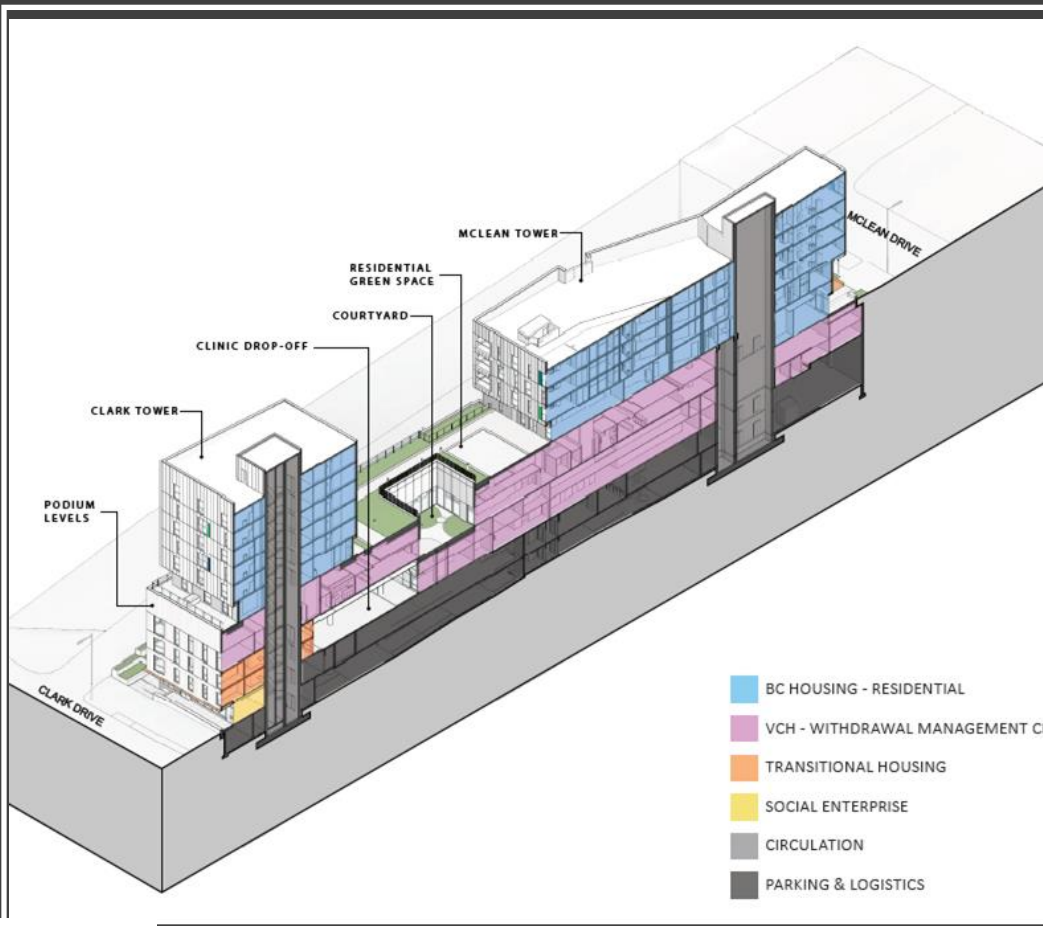 MCLEAN TOWER
MCLEAN DRIVE
RESIDENTIAL
GREEN SPACE
COURTYARD
CLINIC DROP-OFF
CLARK TOWER
PODIUM
LEVELS
CLARK DRIVE
BC HOUSING - RESIDENTIAL
VCH - WITHDRAWAL MANAGEMENT
TRANSITIONAL HOUSING
SOCIAL ENTERPRISE
CIRCULATION
PARKING & LOGISTICS